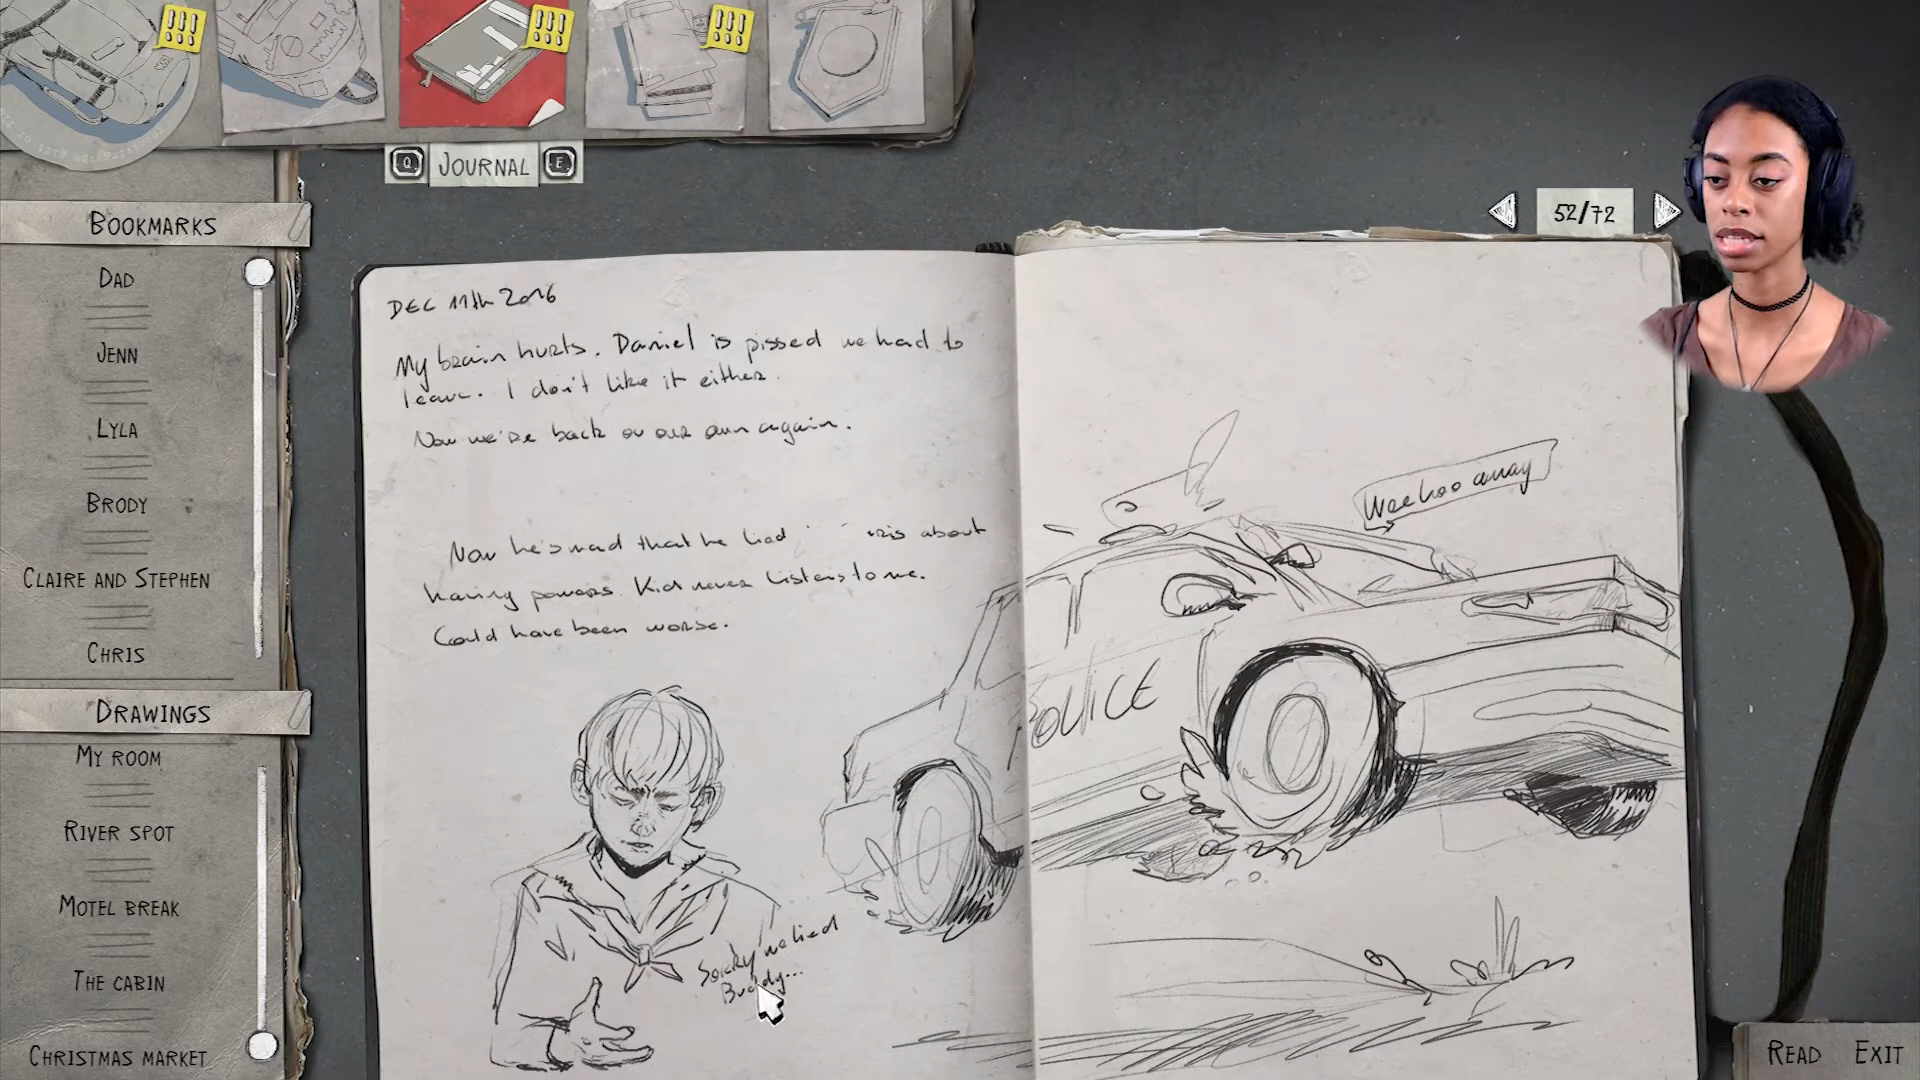 JOURNAL
Q
E
52/72
BOOKMARKS
DAD
JENN
LYLA
BRODY
CLAIRE AND STEPHEN
CHRIS
DRAWINGS
MY ROOM
RIVER SPOT
MOTEL BREAK
THE CABIN
CHRISTMAS MARKET
DEC 11th 2016
My brain hurts. Daniel is pissed we had to
leave. I don't like it either.
Now we're back on our own again.
Now he's mad that he lied ris about
having powers. Kid never listens to me.
Could have been worse.
Sorry we lied
Buddy...
Weehoo away
POLICE
READ
EXIT